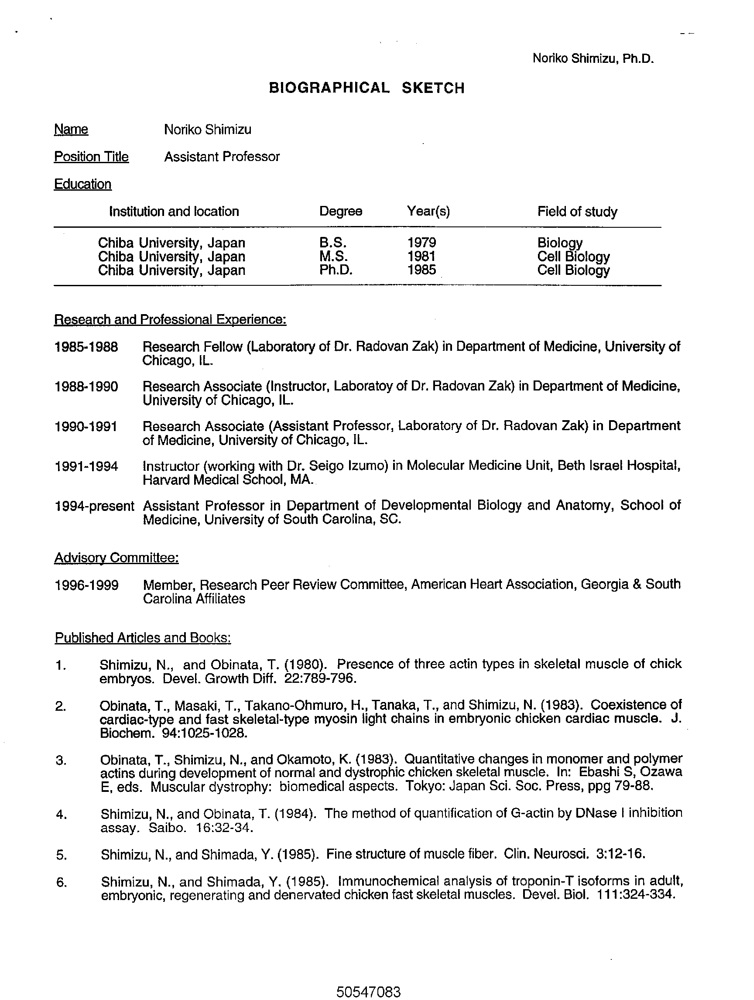 Noriko Shimizu, Ph.D.
BIOGRAPHICAL SKETCH
Name Noriko Shimizu
Position Title Assistant Professor
Education
Institution and location Degree Year(s) Field of study
Chiba University, Japan B.S. 1979 Biology
Chiba University, Japan M.S. 1981 Cell Biology
Chiba University, Japan Ph.D. 1985 Cell Biology
Research and Professional Experience:
1985-1988 Research Fellow (Laboratory of Dr. Radovan Zak) in Department of Medicine, University of
Chicago, IL.
1988-1990 Research Associate (Instructor, Laboratoy of Dr. Radovan Zak) in Department of Medicine,
University of Chicago, IL.
1990-1991 Research Associate (Assistant Professor, Laboratory of Dr. Radovan Zak) in Department
of Medicine, University of Chicago, IL.
1991-1994 Instructor (working with Dr. Seigo Izumo) in Molecular Medicine Unit, Beth Israel Hospital,
Harvard Medical School, MA.
1994-present Assistant Professor in Department of Developmental Biology and Anatomy, School of
Medicine, University of South Carolina, SC.
Advisory Committee:
1996-1999 Member, Research Peer Review Committee, American Heart Association, Georgia & South
Carolina Affiliates
Published Articles and Books:
1. Shimizu, N., and Obinata, T. (1980). Presence of three actin types in skeletal muscle of chick
embryos. Devel. Growth Diff. 22:789-796.
2. Obinata, T., Masaki, T., Takano-Ohmuro, H., Tanaka, T., and Shimizu, N. (1983). Coexistence of
cardiac-type and fast skeletal-type myosin light chains in embryonic chicken cardiac muscle. J.
Biochem. 94:1025-1028.
3. Obinata, T., Shimizu, N., and Okamoto, K. (1983). Quantitative changes in monomer and polymer
actins during development of normal and dystrophic chicken skeletal muscle. In: Ebashi S, Ozawa
E, eds. Muscular dystrophy: biomedical aspects. Tokyo: Japan Sci. Soc. Press, ppg 79-88.
4. Shimizu, N., and Obinata, T. (1984). The method of quantification of G-actin by DNase I inhibition
assay. Saibo. 16:32-34.
5. Shimizu, N., and Shimada, Y. (1985). Fine structure of muscle fiber. Clin. Neurosci. 3:12-16.
6. Shimizu, N., and Shimada, Y. (1985). Immunochemical analysis of troponin-T isoforms in adult,
embryonic, regenerating and denervated chicken fast skeletal muscles. Devel. Biol. 111:324-334.
50547083